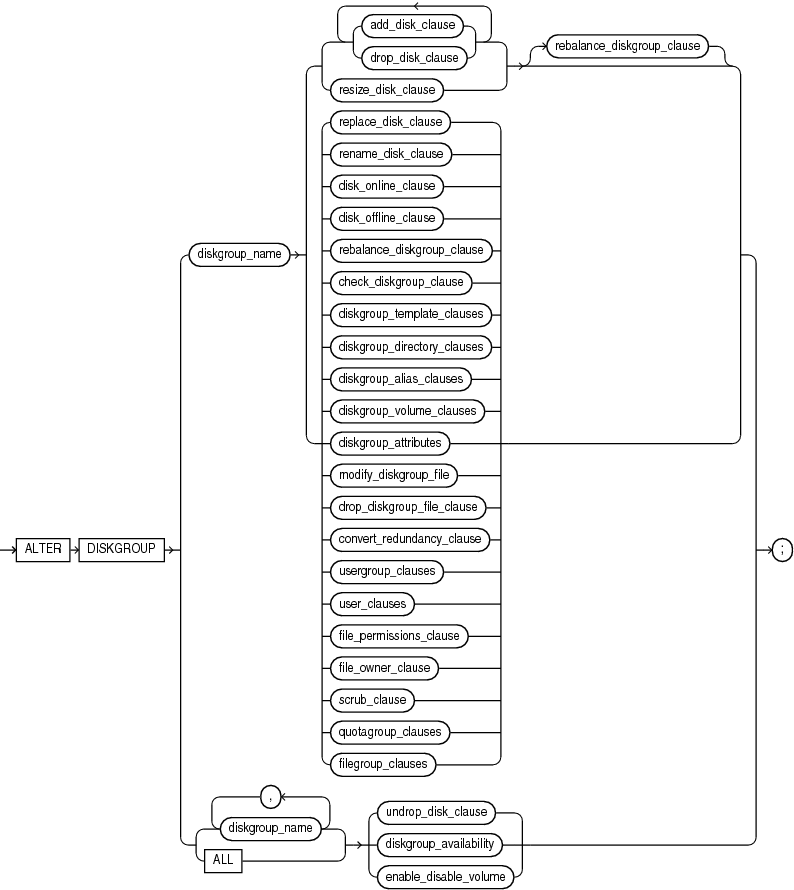 add_disk_clause
rebalance_diskgroup_clause
drop_disk_clause
resize_disk_clause
replace_disk_clause
rename_disk_clause
disk_online_clause
disk_offline_clause
diskgroup_name
rebalance_diskgroup_clause
check_diskgroup_clause
diskgroup_template_clauses
diskgroup_directory_clauses
diskgroup_alias_clauses
diskgroup_volume_clauses
diskgroup_attributes
modify_diskgroup_file
drop_diskgroup_file_clause
convert_redundancy_clause
ALTER DISKGROUP ;
usergroup_clauses
user_clauses
file_permissions_clause
file_owner_clause
scrub_clause
quotagroup_clauses
filegroup_clauses
,
diskgroup_name
ALL
undrop_disk_clause
diskgroup_availability
enable_disable_volume